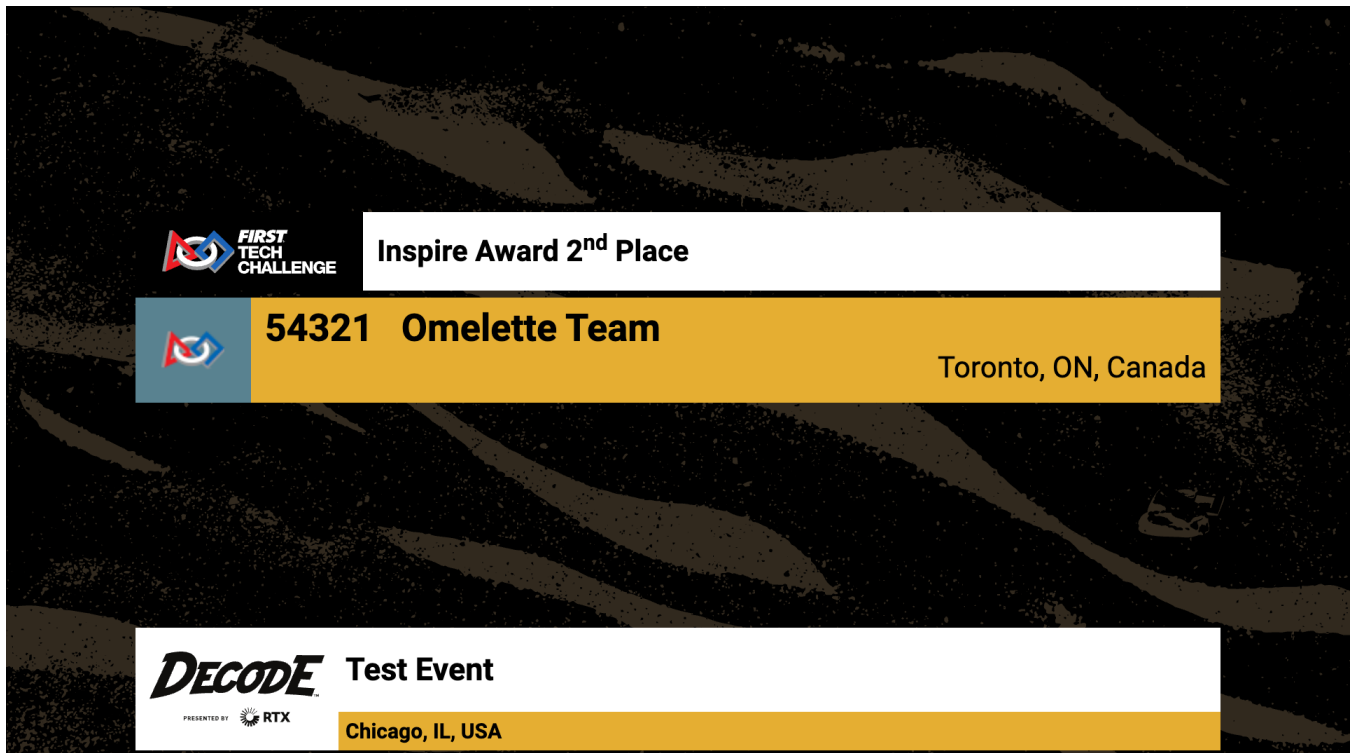 FIRST
TECH
CHALLENGE
Inspire Award 2nd Place
54321 Omelette Team
Toronto, ON, Canada
DECODE
PRESENTED BY RTX
Test Event
Chicago, IL, USA